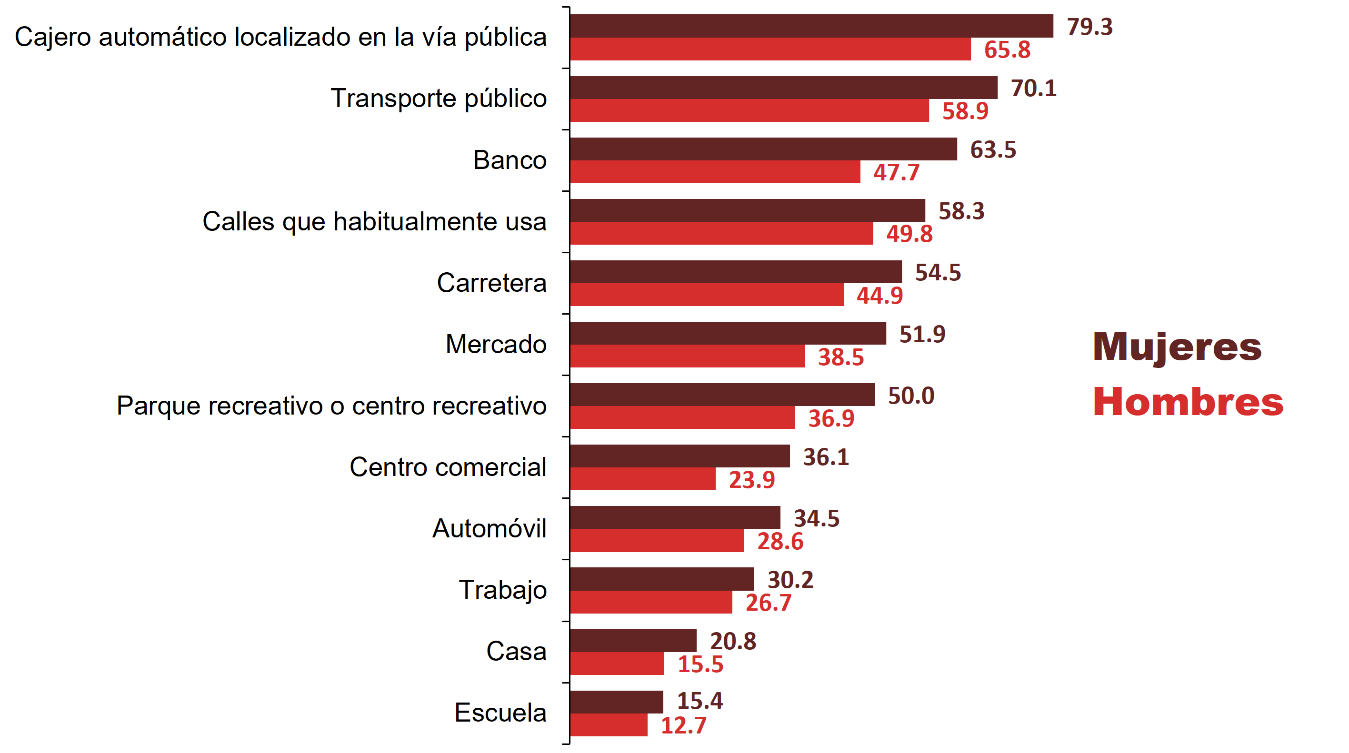 Cajero automático localizado en la vía pública
79.3
65.8
Transporte público
70.1
58.9
Banco
63.5
47.7
Calles que habitualmente usa
58.3
49.8
Carretera
54.5
44.9
Mercado
51.9
38.5
Parque recreativo o centro recreativo
50.0
36.9
Centro comercial
36.1
23.9
Automóvil
34.5
28.6
Trabajo
30.2
26.7
Casa
20.8
15.5
Escuela
15.4
12.7
Mujeres
Hombres